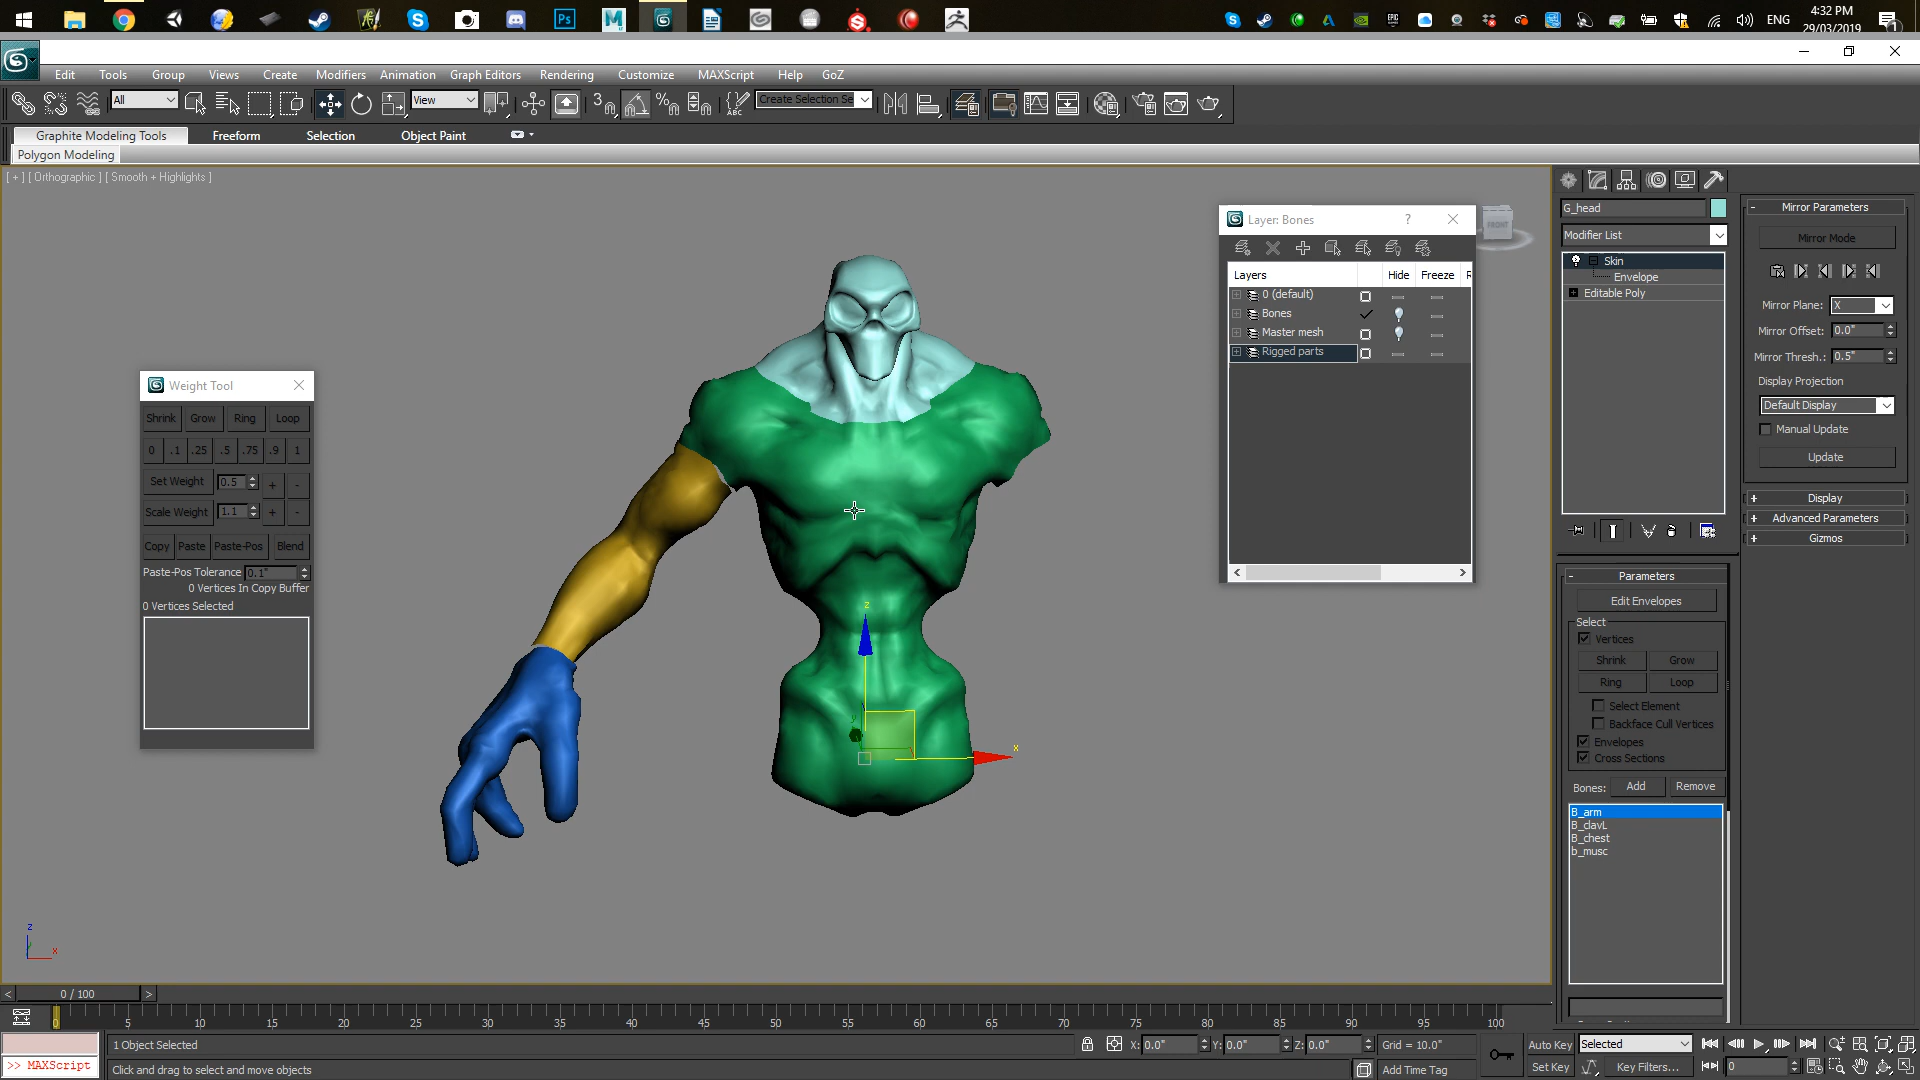 ENG
4:32 PM
29/03/2019
Edit Tools Group Views Create Modifiers Animation Graph Editors Rendering Customize MAXScript Help GoZ
All
View
Create Selection Se
Graphite Modeling Tools Freeform Selection Object Paint
Polygon Modeling
[ + ] [ Orthographic ] [ Smooth + Highlights ]
FRONT
Layer: Bones
Layers Hide Freeze R
0 (default)
Bones
Master mesh
Rigged parts
Weight Tool
Shrink Grow Ring Loop
0 .1 .25 .5 .75 .9 1
Set Weight 0.5 + -
Scale Weight 1.1 + -
Copy Paste Paste-Pos Blend
Paste-Pos Tolerance 0.1"
0 Vertices In Copy Buffer
0 Vertices Selected
z
y
x
z
x
G_head
Modifier List
Skin
Envelope
Editable Poly
Parameters
Edit Envelopes
Select
Vertices
Shrink Grow
Ring Loop
Select Element
Backface Cull Vertices
Envelopes
Cross Sections
Bones: Add Remove
B_arm
B_clavL
B_chest
b_musc
Mirror Parameters
Mirror Mode
Mirror Plane: X
Mirror Offset: 0.0"
Mirror Thresh.: 0.5"
Display Projection
Default Display
Manual Update
Update
Display
Advanced Parameters
Gizmos
< 0 / 100 >
0 5 10 15 20 25 30 35 40 45 50 55 60 65 70 75 80 85 90 95 100
1 Object Selected
X: 0.0" Y: 0.0" Z: 0.0" Grid = 10.0"
Auto Key Selected
>> MAXScript
Click and drag to select and move objects
Add Time Tag
Set Key Key Filters... 0